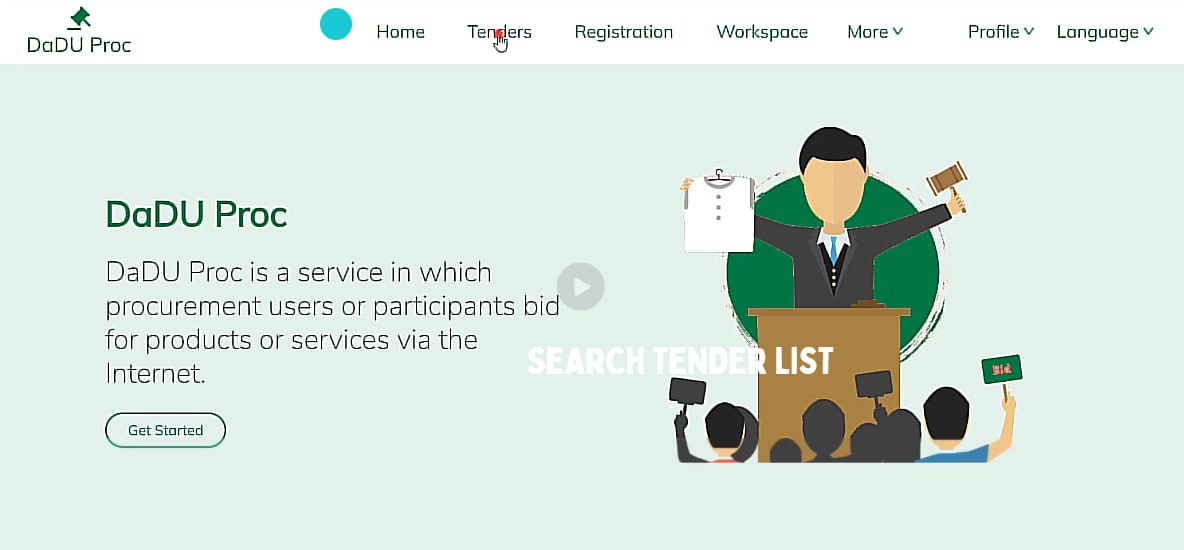 DaDU Proc
Home
Tenders
Registration
Workspace
More
Profile
Language
DaDU Proc
DaDU Proc is a service in which
procurement users or participants bid
for products or services via the
Internet.
Get Started
SEARCH TENDER LIST
Bid